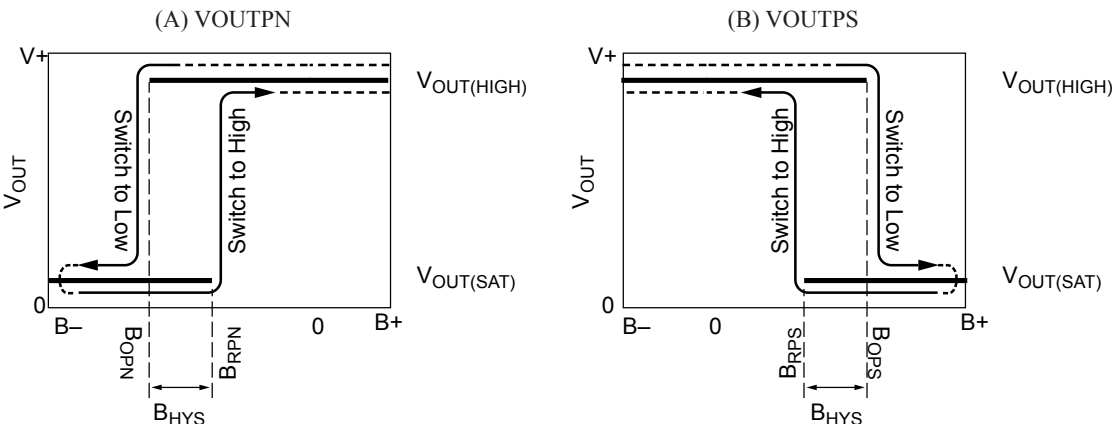 (A) VOUTPN
V+
Switch to Low
Switch to High
VOUT(HIGH)
VOUT
VOUT(SAT)
0
B–
BOPN
BRPN
0
B+
BHYS
(B) VOUTPS
V+
Switch to High
Switch to Low
VOUT(HIGH)
VOUT
VOUT(SAT)
0
B–
0
BRPS
BOPS
B+
BHYS